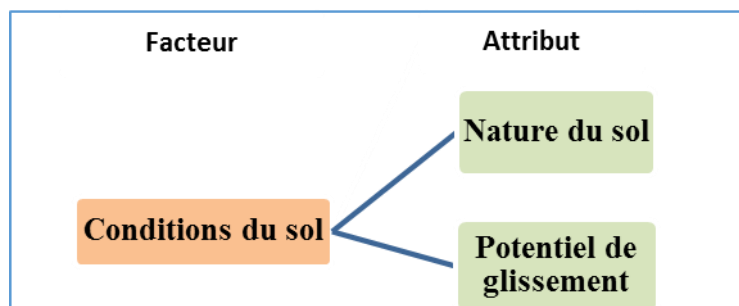 Facteur
Attribut
Nature du sol
Conditions du sol
Potentiel de
glissement